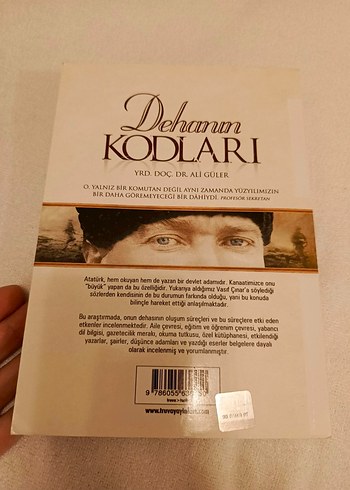 Dehanın
KODLARI
YRD. DOÇ. DR. ALİ GÜLER
O, YALNIZ BİR KOMUTAN DEĞİL AYNI ZAMANDA YÜZYILIMIZIN
BİR DAHA GÖREMEYECEĞİ BİR DÂHİYDİ. PROFESÖR SEKRETAN
Atatürk, hem okuyan hem de yazan bir devlet adamıdır. Kanaatimizce onu
"büyük" yapan da bu özelliğidir. Yukarıya aldığımız Vasıf Çınar'a söylediği
sözlerden kendisinin de bu durumun farkında olduğu, yani bu konuda
bilinçle hareket ettiği anlaşılmaktadır.
Bu araştırmada, onun dehasının oluşum süreçleri ve bu süreçlere etki eden
etkenler incelenmektedir. Aile çevresi, eğitim ve öğrenim çevresi, yabancı
dil bilgisi, gazetecilik merakı, okuma tutkusu, özel kütüphanesi, etkilendiği
yazarlar, şairler, düşünce adamları ve yazdığı eserler belgelere dayalı
olarak incelenmiş ve yorumlanmıştır.